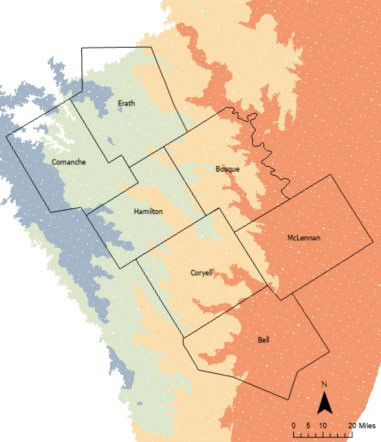 Erath
Comanche
Bosque
Hamilton
McLennan
Coryell
Bell
N
0 5 10 20 Miles